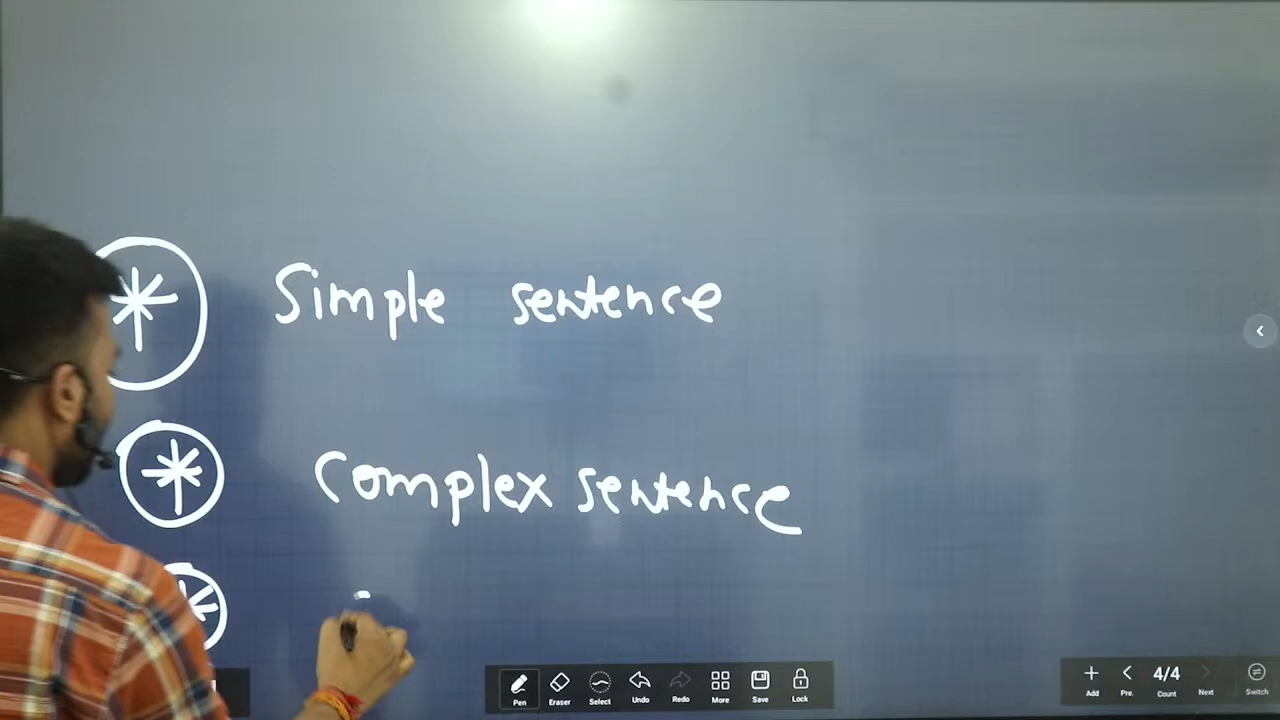 Simple sentence
Complex sentence
Pen Eraser Select Undo Redo More Save Lock
Add Pre. 4/4 Count Next Switch